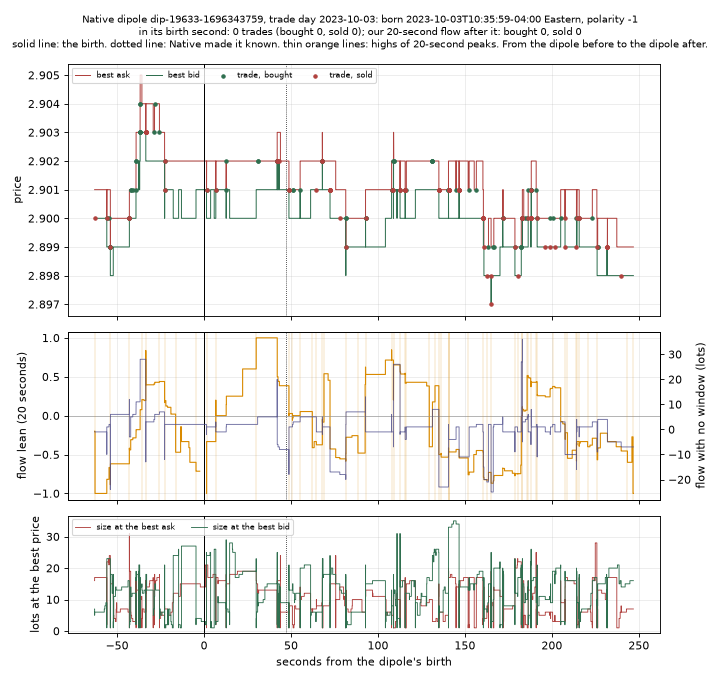 Native dipole dip-19633-1696343759, trade day 2023-10-03: born 2023-10-03T10:35:59-04:00 Eastern, polarity -1
in its birth second: 0 trades (bought 0, sold 0); our 20-second flow after it: bought 0, sold 0
solid line: the birth. dotted line: Native made it known. thin orange lines: highs of 20-second peaks. From the dipole before to the dipole after.
best ask best bid trade, bought trade, sold
2.905
2.904
2.903
2.902
2.901
2.900
2.899
2.898
2.897
price
1.0
0.5
0.0
−0.5
−1.0
flow lean (20 seconds)
30
20
10
0
−10
−20
flow with no window (lots)
size at the best ask size at the best bid
30
20
10
0
lots at the best price
−50 0 50 100 150 200 250
seconds from the dipole's birth